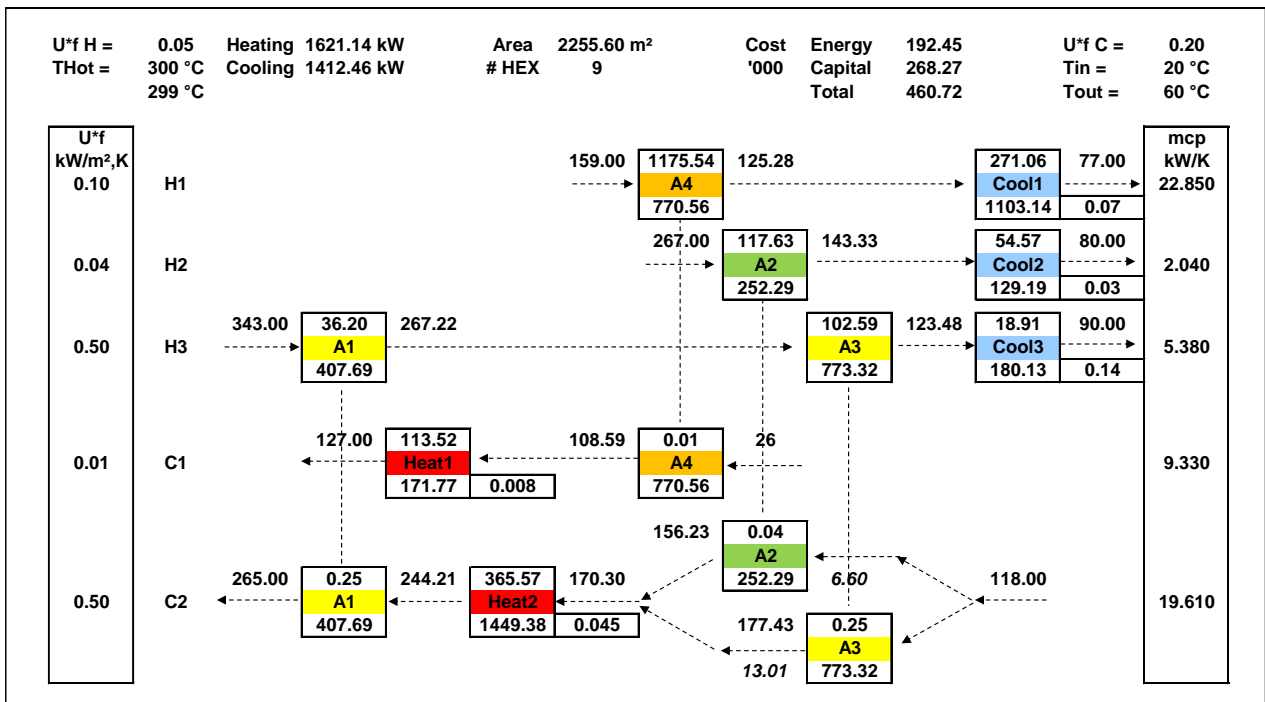 U*f H = 0.05 Heating 1621.14 kW Area 2255.60 m² Cost Energy 192.45 U*f C = 0.20
THot = 300 °C Cooling 1412.46 kW # HEX 9 '000 Capital 268.27 Tin = 20 °C
299 °C Total 460.72 Tout = 60 °C
U*f mcp
kW/m²,K 159.00 1175.54 125.28 271.06 77.00 kW/K
0.10 H1 A4 Cool1 22.850
770.56 1103.14 0.07
267.00 117.63 143.33 54.57 80.00
0.04 H2 A2 Cool2 2.040
252.29 129.19 0.03
343.00 36.20 267.22 102.59 123.48 18.91 90.00
0.50 H3 A1 A3 Cool3 5.380
407.69 773.32 180.13 0.14
127.00 113.52 108.59 0.01 26
0.01 C1 Heat1 A4 9.330
171.77 0.008 770.56
156.23 0.04
A2
265.00 0.25 244.21 365.57 170.30 252.29 6.60 118.00
0.50 C2 A1 Heat2 19.610
407.69 1449.38 0.045 177.43 0.25
A3
13.01 773.32